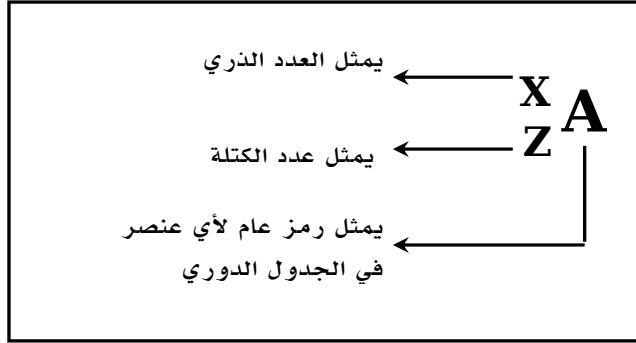 يمثل العدد الذري
X
A
Z
يمثل عدد الكتلة
يمثل رمز عام لأي عنصر
في الجدول الدوري